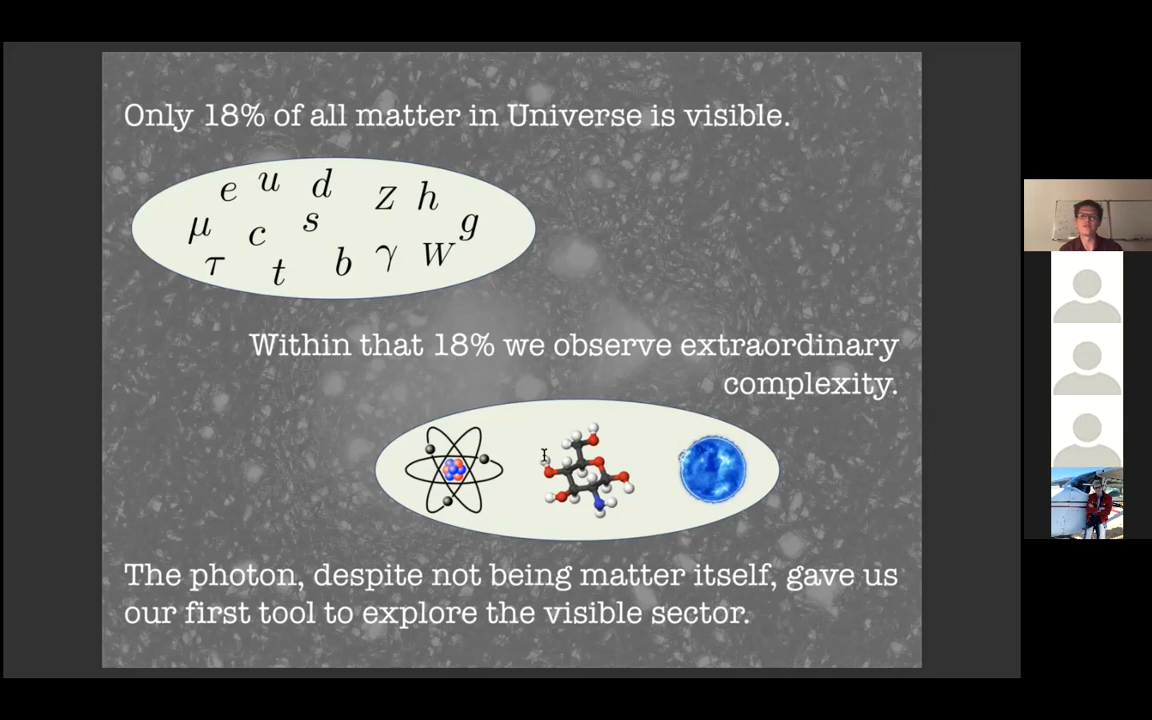 Only 18% of all matter in Universe is visible.
e u d Z h
μ c s g
τ t b γ W
Within that 18% we observe extraordinary
complexity.
The photon, despite not being matter itself, gave us
our first tool to explore the visible sector.